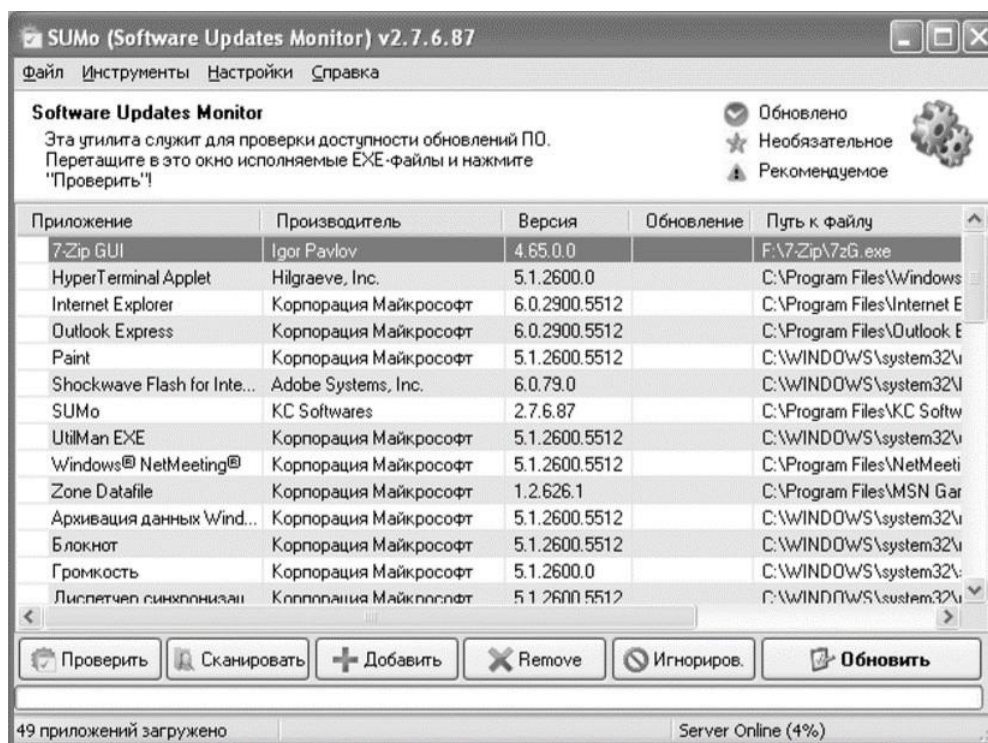 SUMo (Software Updates Monitor) v2.7.6.87
Файл Инструменты Настройки Справка
Software Updates Monitor
Эта утилита служит для проверки доступности обновлений ПО.
Перетащите в это окно исполняемые EXE-файлы и нажмите
"Проверить"!
Обновлено
Необязательное
Рекомендуемое
Приложение Производитель Версия Обновление Путь к файлу
7-Zip GUI Igor Pavlov 4.65.0.0 F:\7-Zip\7zG.exe
HyperTerminal Applet Hilgraeve, Inc. 5.1.2600.0 C:\Program Files\Windows
Internet Explorer Корпорация Майкрософт 6.0.2900.5512 C:\Program Files\Internet E
Outlook Express Корпорация Майкрософт 6.0.2900.5512 C:\Program Files\Outlook E
Paint Корпорация Майкрософт 5.1.2600.5512 C:\WINDOWS\system32\
Shockwave Flash for Inte... Adobe Systems, Inc. 6.0.79.0 C:\WINDOWS\system32\
SUMo KC Softwares 2.7.6.87 C:\Program Files\KC Softw
UtilMan EXE Корпорация Майкрософт 5.1.2600.5512 C:\WINDOWS\system32\
Windows® NetMeeting® Корпорация Майкрософт 5.1.2600.5512 C:\Program Files\NetMeeti
Zone Datafile Корпорация Майкрософт 1.2.626.1 C:\Program Files\MSN Gar
Архивация данных Wind... Корпорация Майкрософт 5.1.2600.5512 C:\WINDOWS\system32\
Блокнот Корпорация Майкрософт 5.1.2600.5512 C:\WINDOWS\system32\
Громкость Корпорация Майкрософт 5.1.2600.0 C:\WINDOWS\system32\
Диспетчер синхронизац Корпорация Майкрософт 5.1.2600.5512 C:\WINDOWS\system32\
Проверить Сканировать Добавить Remove Игнориров. Обновить
49 приложений загружено Server Online (4%)